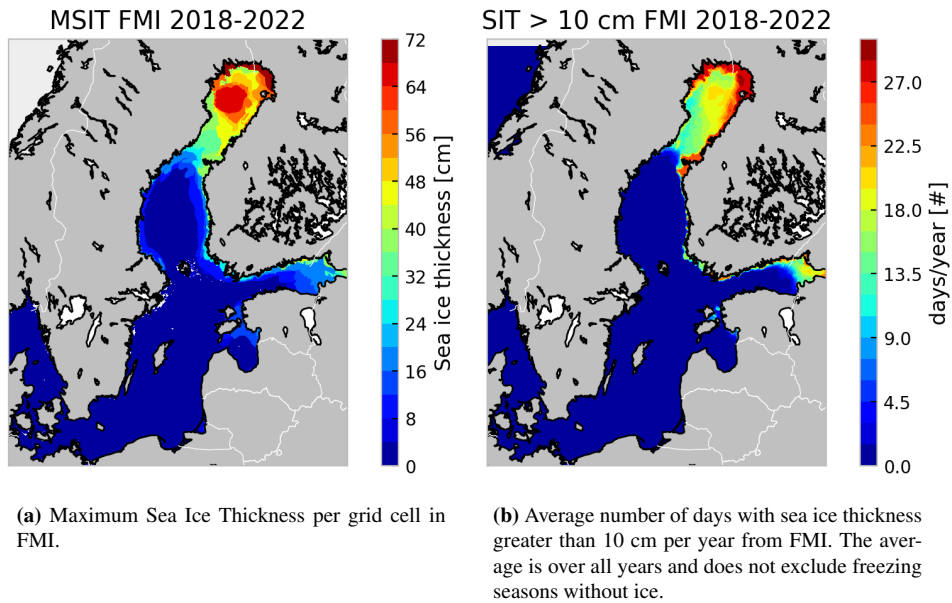 MSIT FMI 2018-2022
72
64
56
48
40
32
24
16
8
0
Sea ice thickness [cm]
SIT > 10 cm FMI 2018-2022
27.0
22.5
18.0
13.5
9.0
4.5
0.0
days/year [#]
(a) Maximum Sea Ice Thickness per grid cell in
FMI.
(b) Average number of days with sea ice thickness
greater than 10 cm per year from FMI. The aver-
age is over all years and does not exclude freezing
seasons without ice.